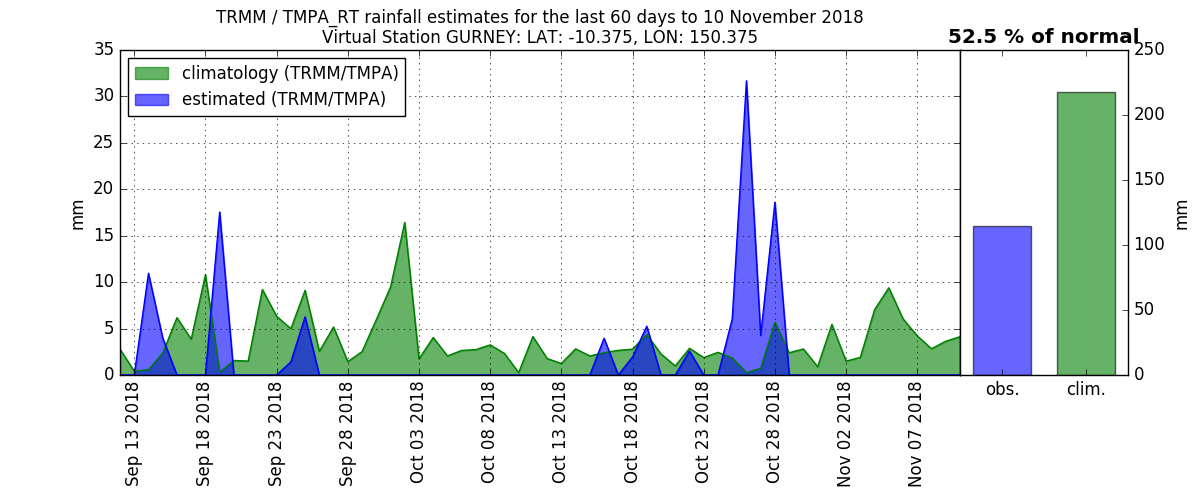 TRMM / TMPA_RT rainfall estimates for the last 60 days to 10 November 2018
Virtual Station GURNEY: LAT: -10.375, LON: 150.375
52.5 % of normal
climatology (TRMM/TMPA)
estimated (TRMM/TMPA)
mm
35
30
25
20
15
10
5
0
Sep 13 2018
Sep 18 2018
Sep 23 2018
Sep 28 2018
Oct 03 2018
Oct 08 2018
Oct 13 2018
Oct 18 2018
Oct 23 2018
Oct 28 2018
Nov 02 2018
Nov 07 2018
obs.
clim.
250
200
150
100
50
0
mm